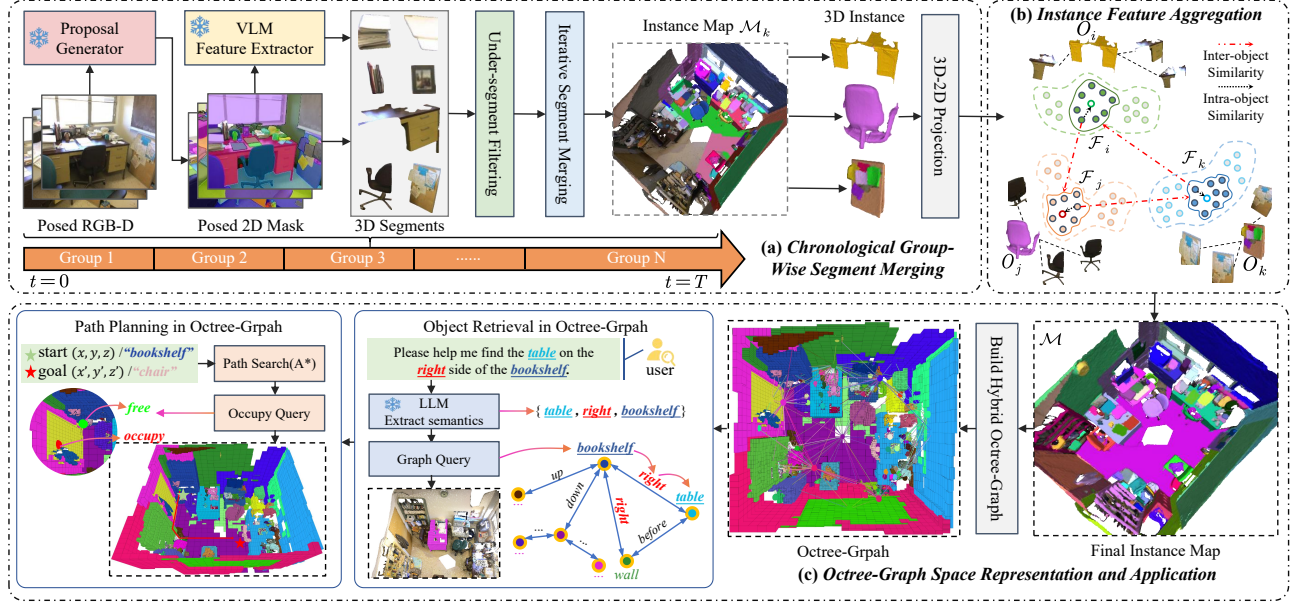 Proposal
Generator
VLM
Feature Extractor
Posed RGB-D
Posed 2D Mask
3D Segments
Under-segment Filtering
Iterative Segment Merging
Instance Map 𝓜ₖ
3D Instance
3D-2D Projection
Group 1
Group 2
Group 3
......
Group N
t=0
t=T
(a) Chronological Group-
Wise Segment Merging
(b) Instance Feature Aggregation
Oᵢ
Inter-object
Similarity
Intra-object
Similarity
𝓕ᵢ
𝓕ⱼ
𝓕ₖ
Oⱼ
Oₖ
Path Planning in Octree-Grpah
start (x, y, z) /“bookshelf”
goal (x′, y′, z′) /“chair”
Path Search(A*)
Occupy Query
free
occupy
Object Retrieval in Octree-Grpah
Please help me find the table on the
right side of the bookshelf.
user
LLM
Extract semantics
{ table , right , bookshelf }
Graph Query
bookshelf
right
table
up
down
right
before
...
...
...
...
...
wall
Octree-Grpah
Build Hybrid Octree-Graph
𝓜
Final Instance Map
(c) Octree-Graph Space Representation and Application